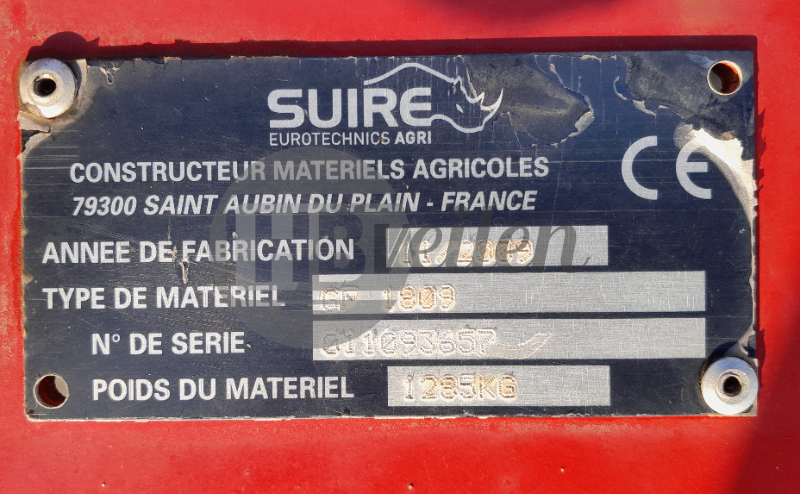 SUIRE
EUROTECHNICS AGRI
CONSTRUCTEUR MATERIELS AGRICOLES
79300 SAINT AUBIN DU PLAIN - FRANCE
CE
ANNEE DE FABRICATION
TYPE DE MATERIEL 1809
N° DE SERIE
POIDS DU MATERIEL 1285KG